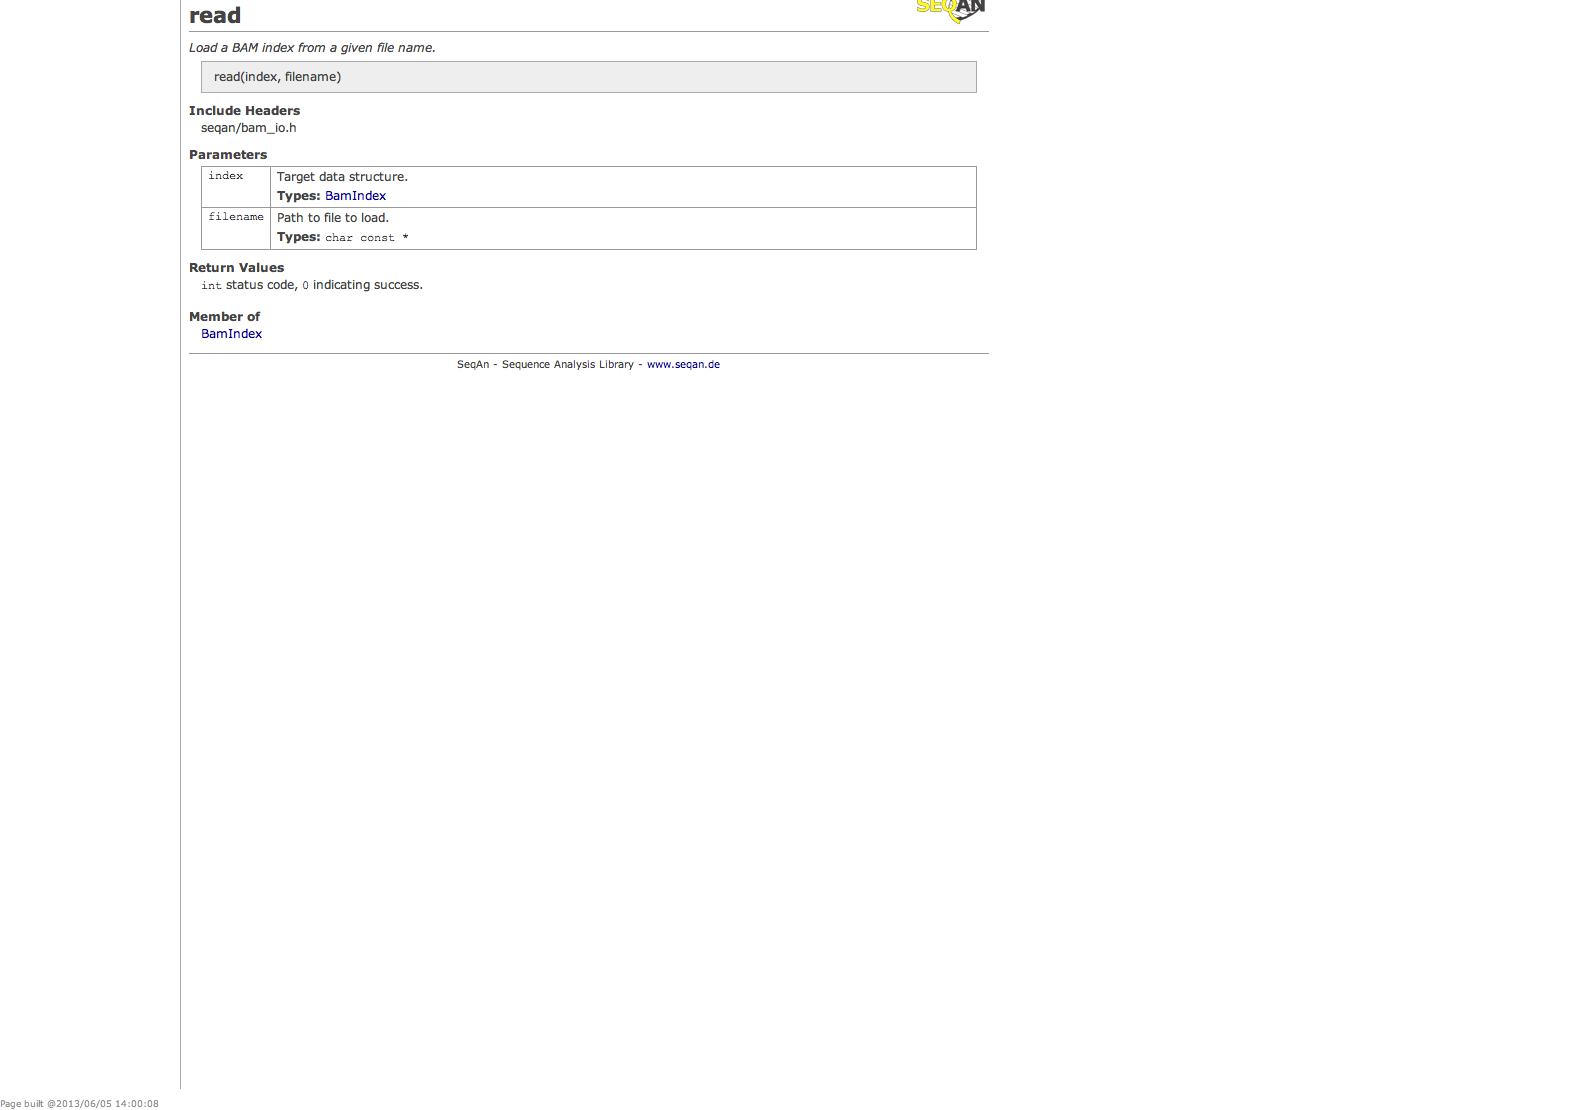 read
SEQAN
Load a BAM index from a given file name.
read(index, filename)
Include Headers
seqan/bam_io.h
Parameters
index Target data structure.
Types: BamIndex
filename Path to file to load.
Types: char const *
Return Values
int status code, 0 indicating success.
Member of
BamIndex
SeqAn - Sequence Analysis Library - www.seqan.de
Page built @2013/06/05 14:00:08